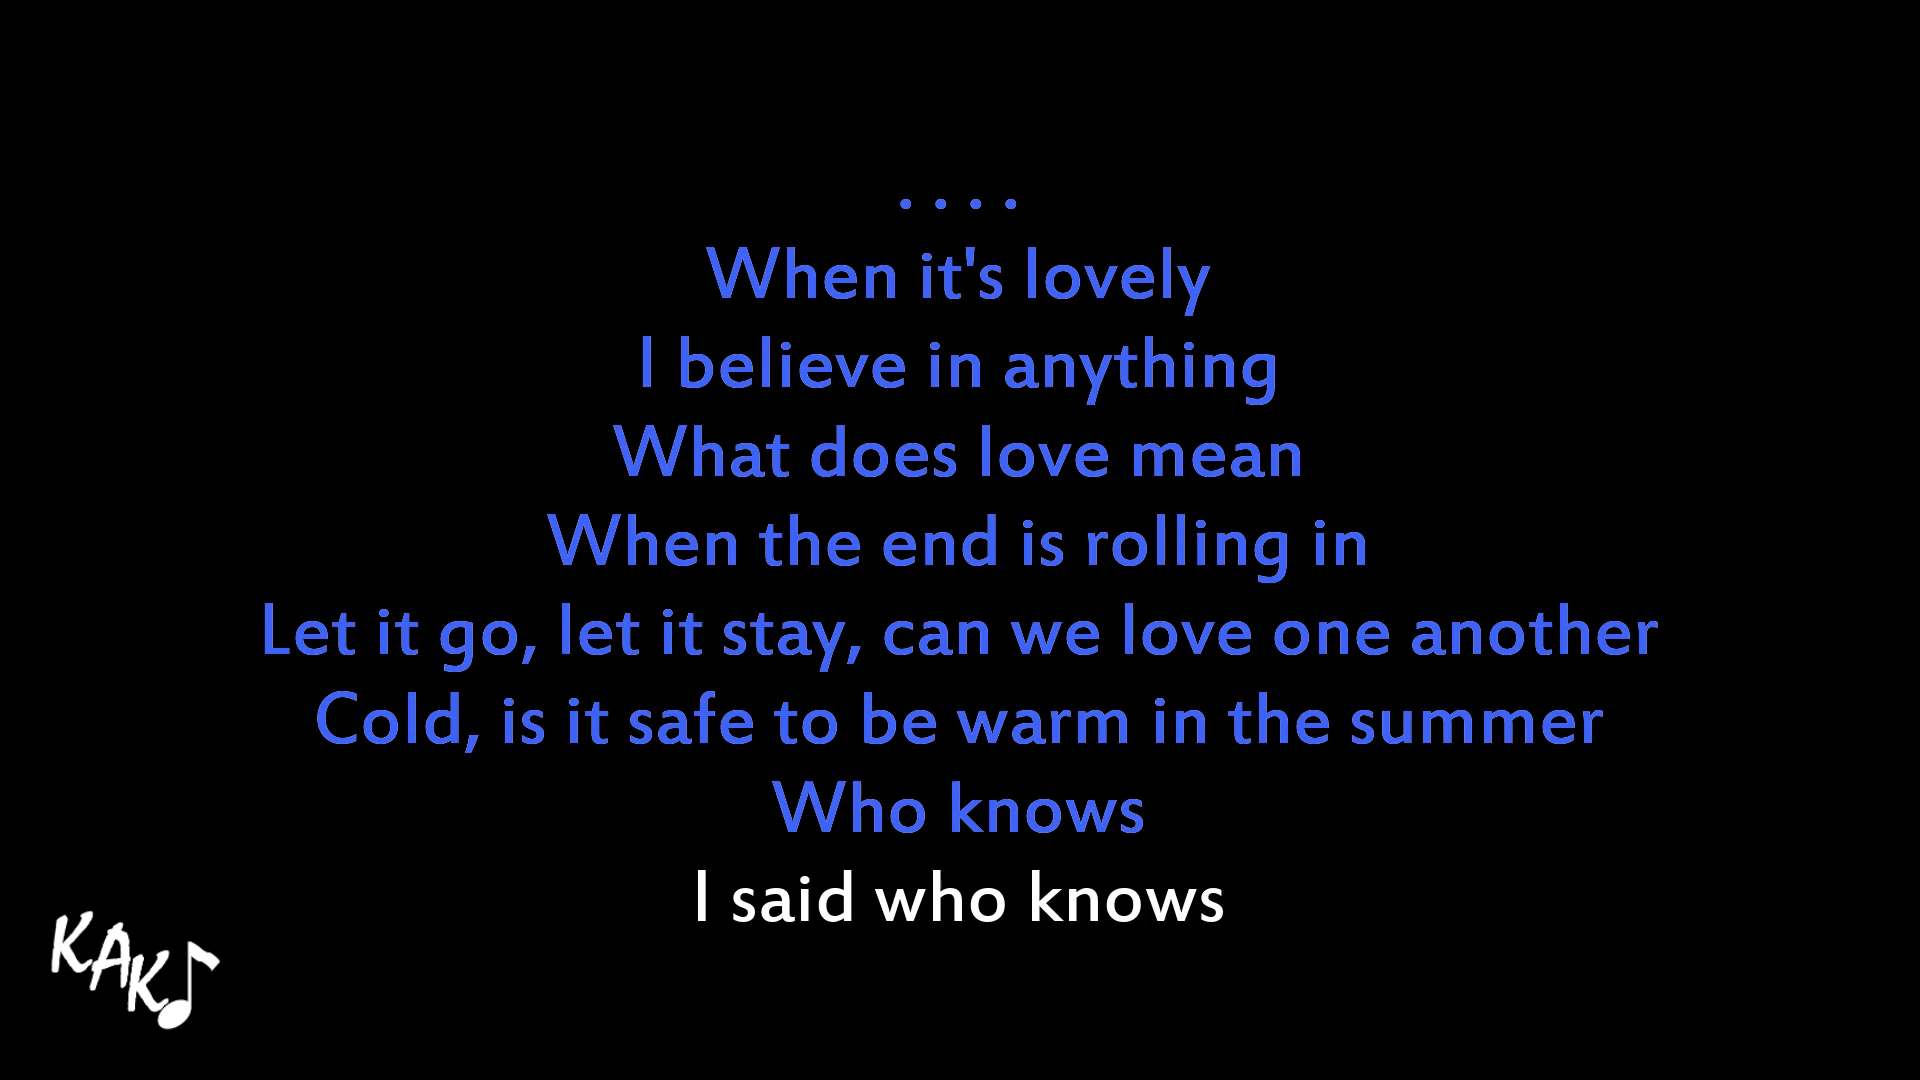 . . . .
When it's lovely
I believe in anything
What does love mean
When the end is rolling in
Let it go, let it stay, can we love one another
Cold, is it safe to be warm in the summer
Who knows
I said who knows
KAK